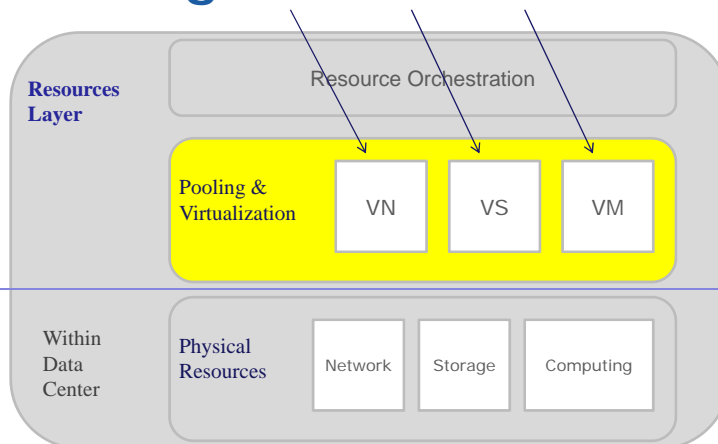 Resource Orchestration
Resources
Layer
Pooling &
Virtualization
VN
VS
VM
Within
Data
Center
Physical
Resources
Network
Storage
Computing